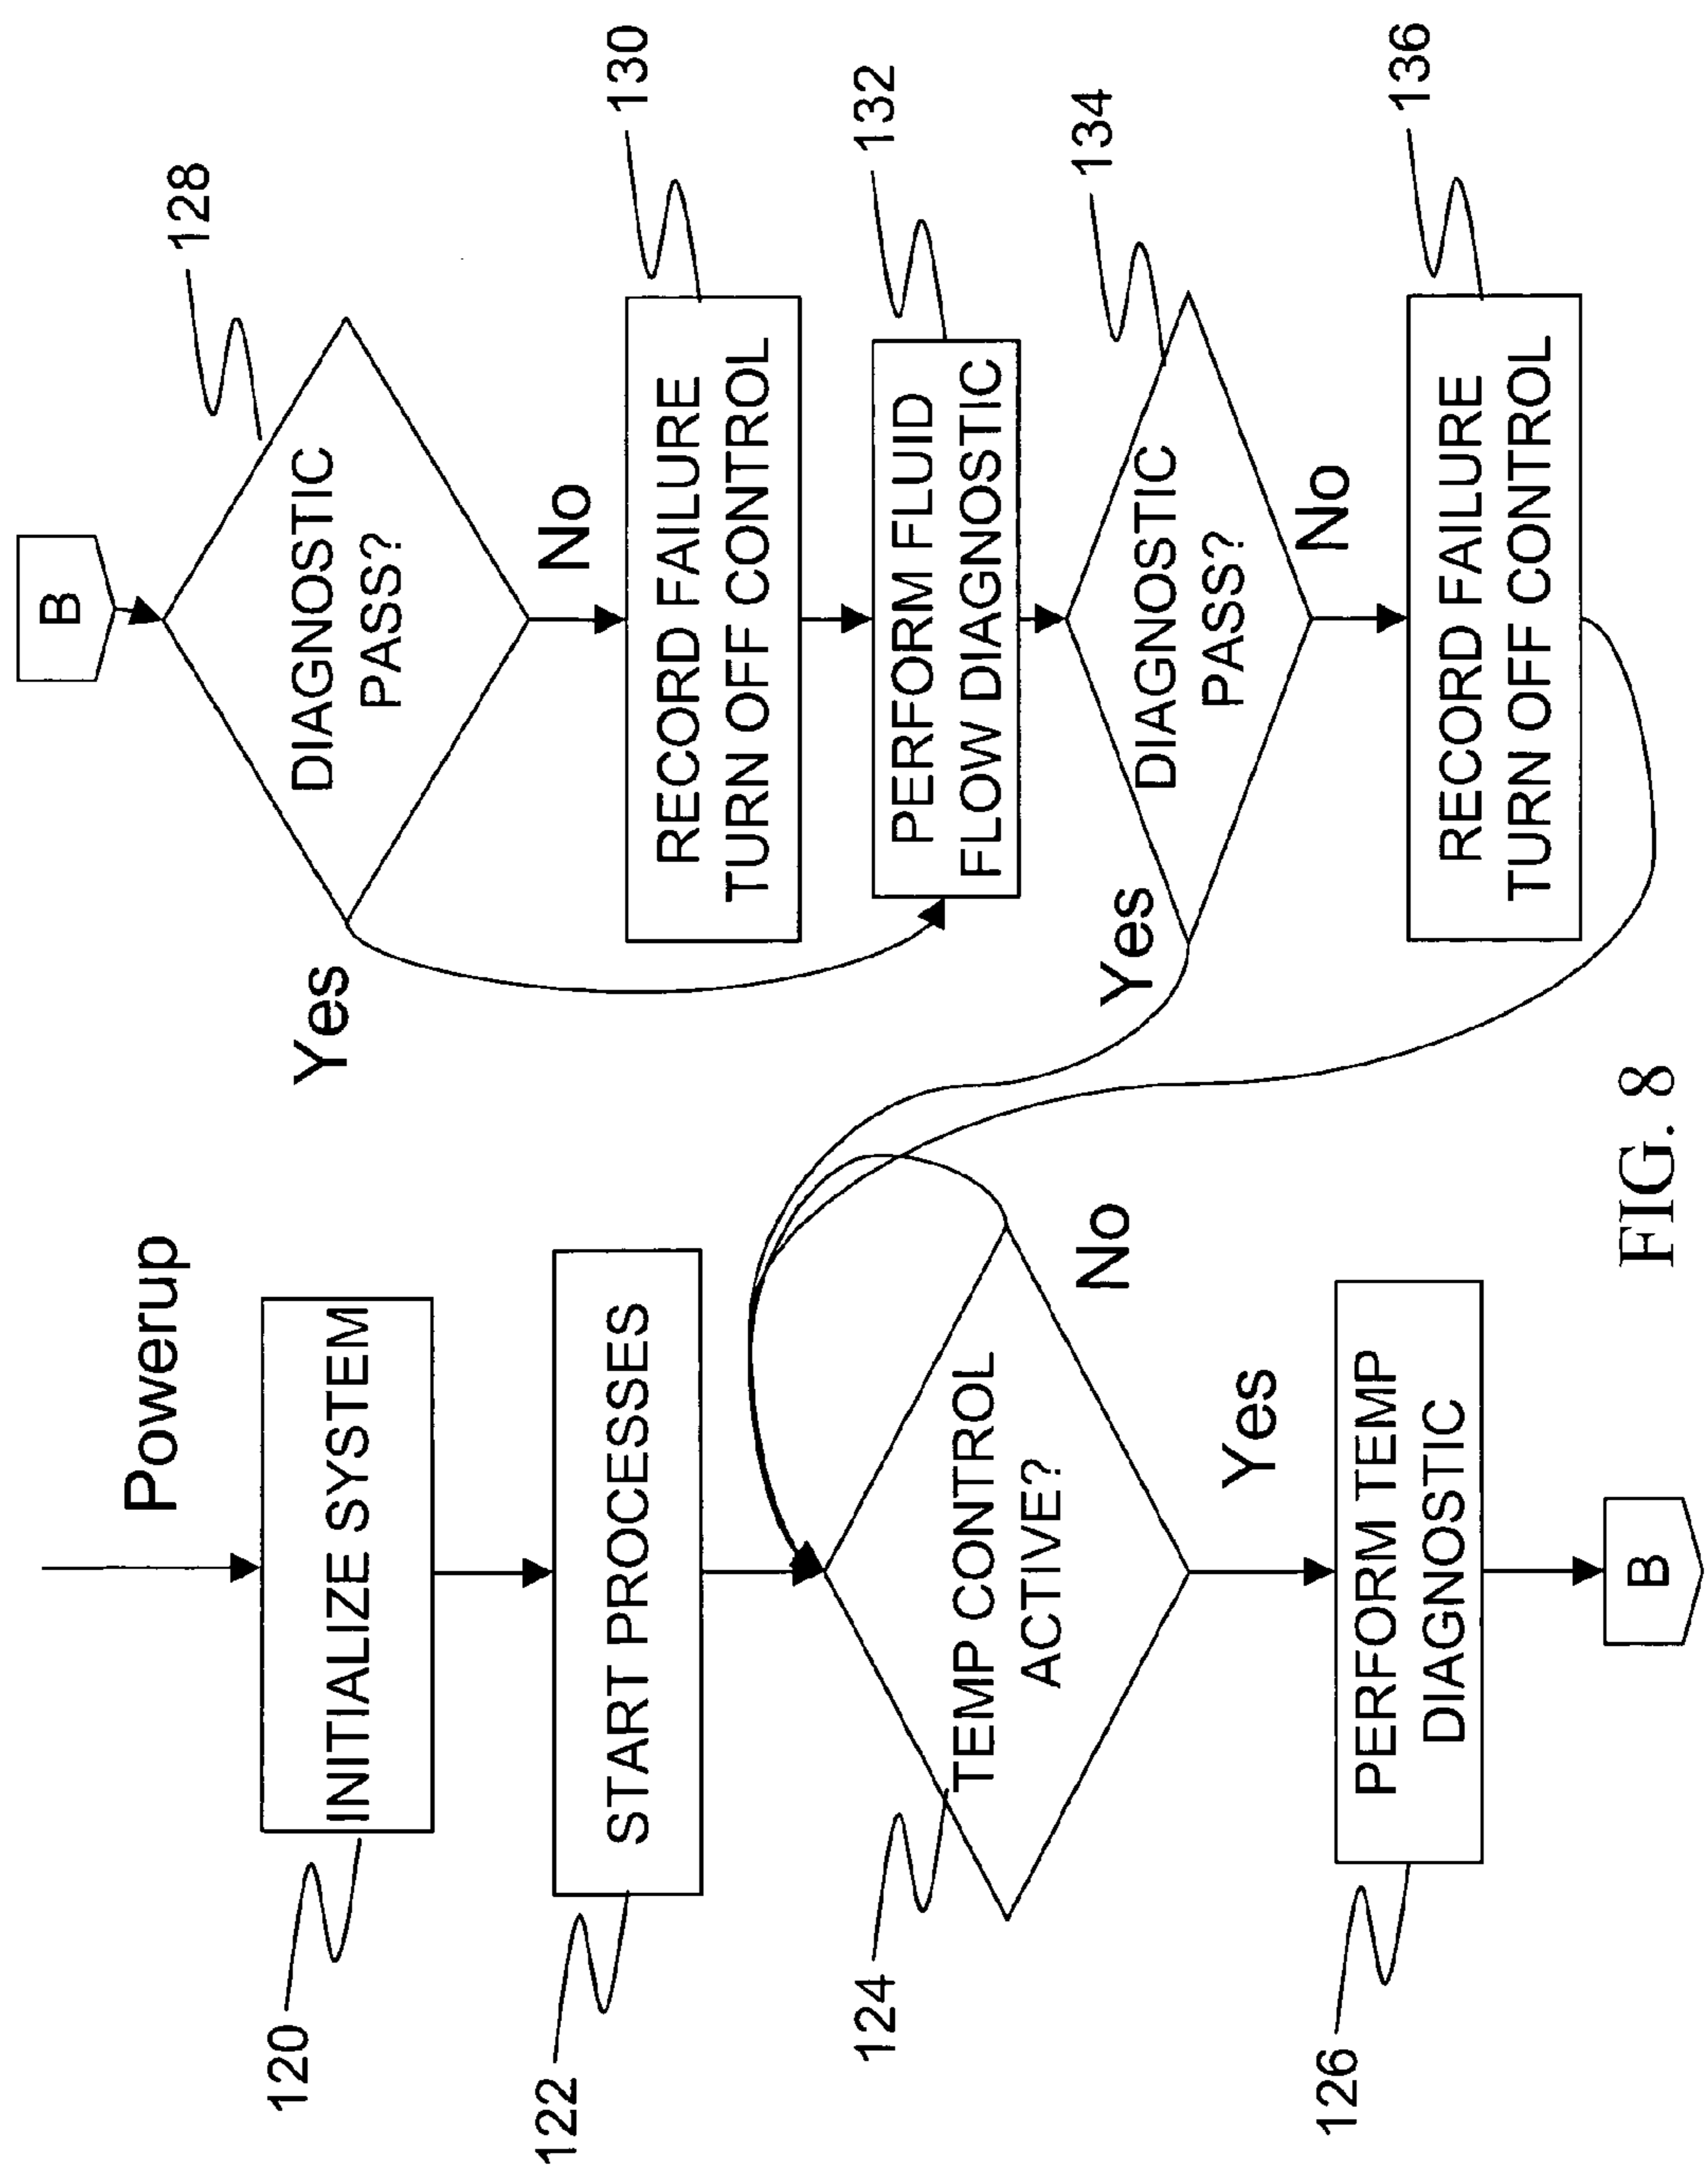 Powerup
120
INITIALIZE SYSTEM
122
START PROCESSES
124
TEMP CONTROL
ACTIVE?
No
Yes
126
PERFORM TEMP
DIAGNOSTIC
B
B
128
DIAGNOSTIC
PASS?
Yes
No
130
RECORD FAILURE
TURN OFF CONTROL
132
PERFORM FLUID
FLOW DIAGNOSTIC
134
DIAGNOSTIC
PASS?
Yes
No
136
RECORD FAILURE
TURN OFF CONTROL
FIG. 8